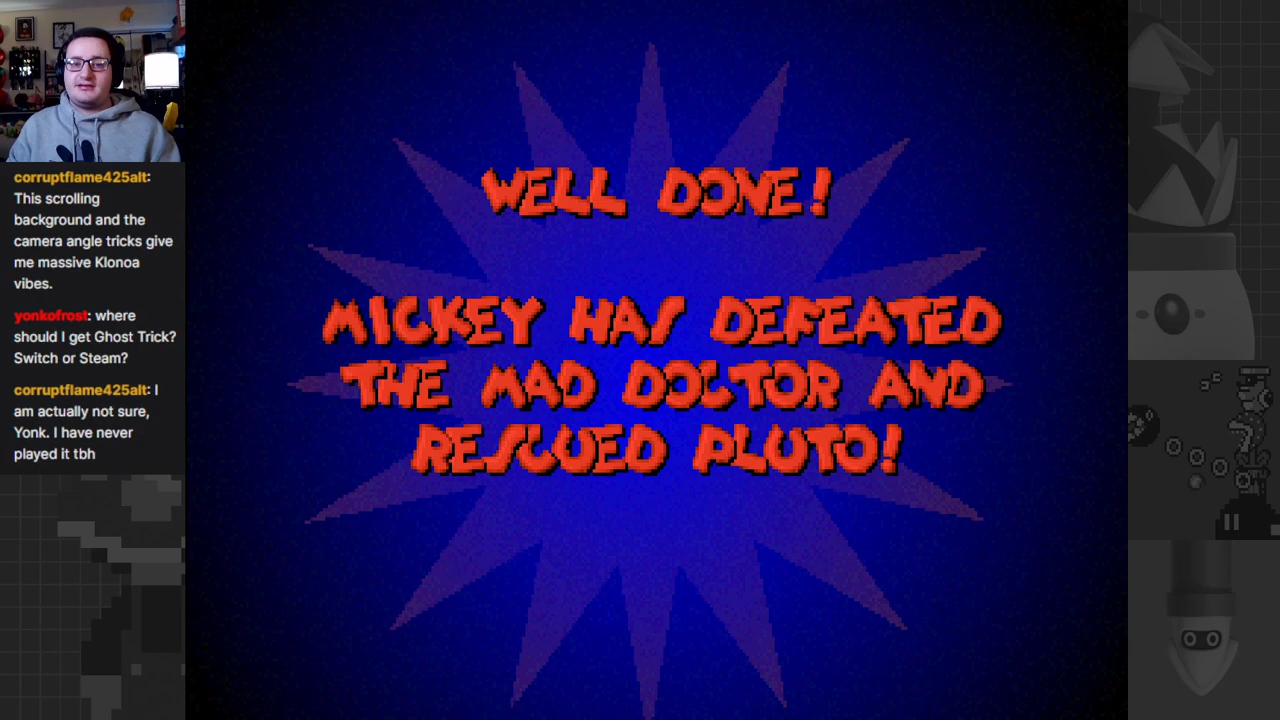 corruptflame425alt:
This scrolling
background and the
camera angle tricks give
me massive Klonoa
vibes.
yonkofrost: where
should I get Ghost Trick?
Switch or Steam?
corruptflame425alt: I
am actually not sure,
Yonk. I have never
played it tbh
WELL DONE!
MICKEY HAS DEFEATED
THE MAD DOCTOR AND
RESCUED PLUTO!